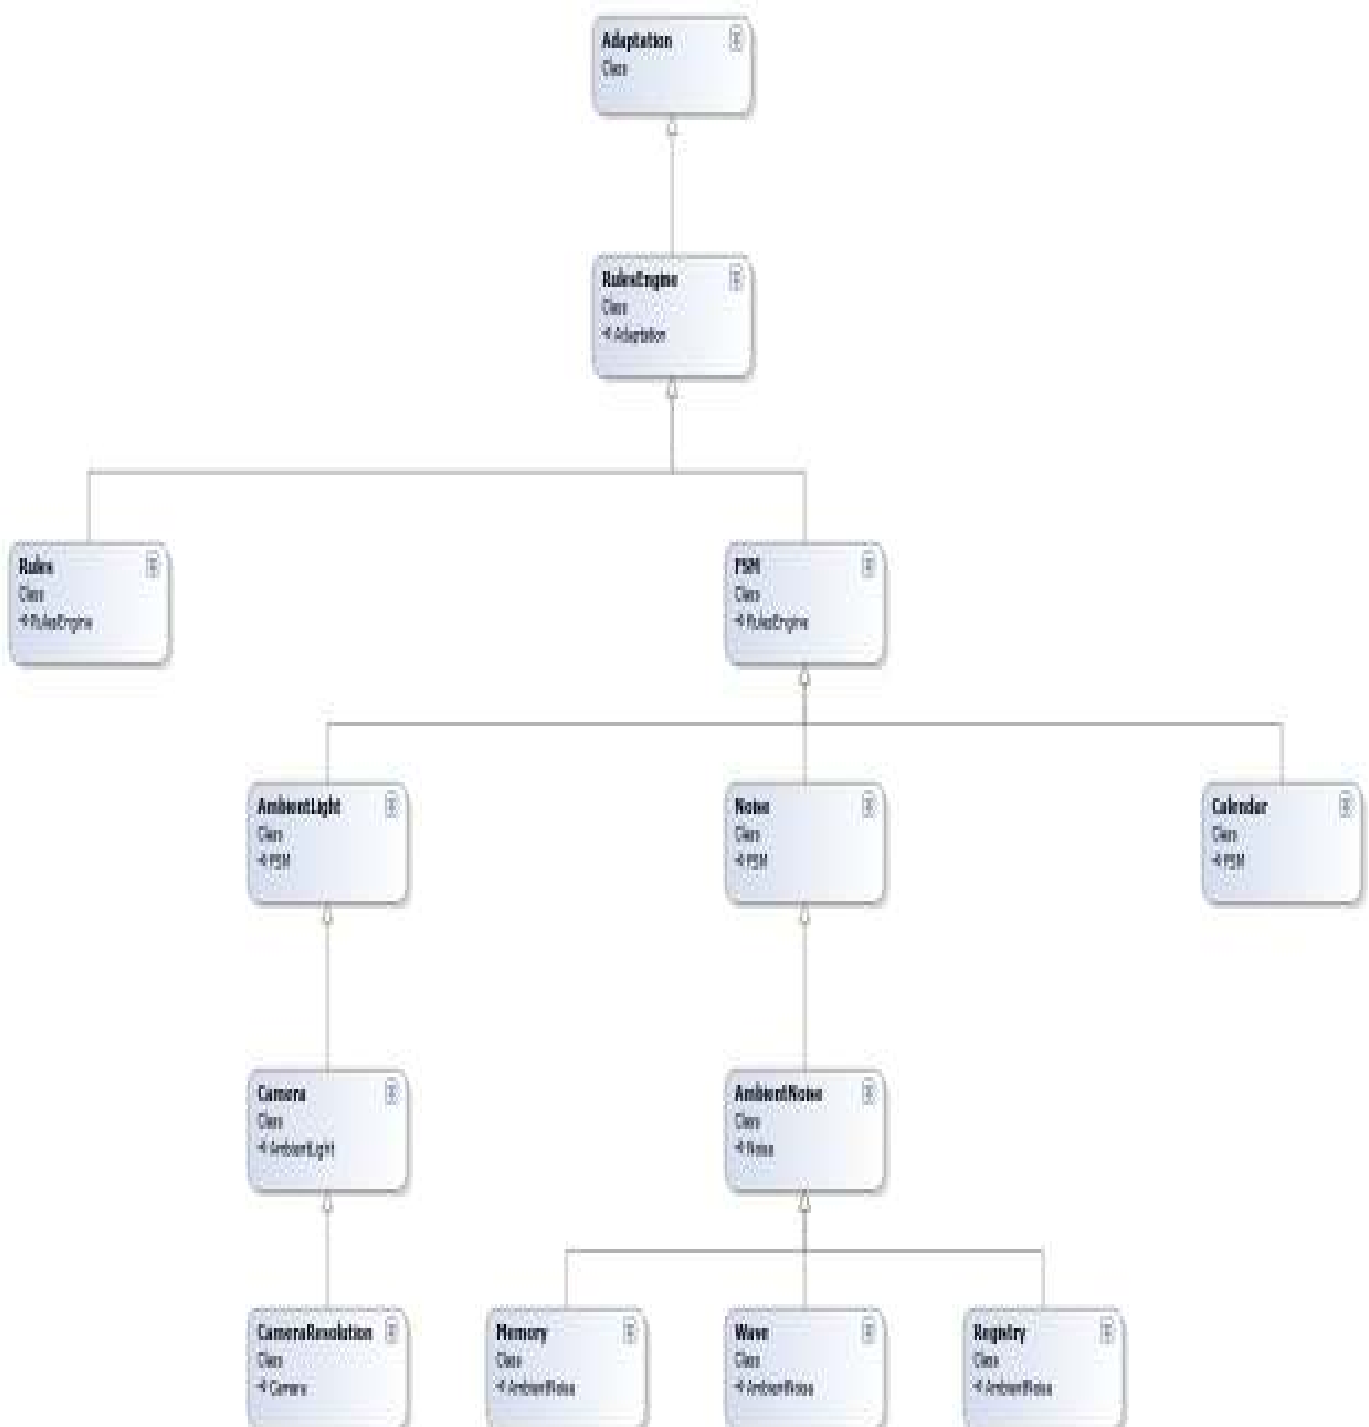 Adaptation
Class
RulesEngine
Class
Adaptation
Rules
Class
RulesEngine
FSM
Class
RulesEngine
AmbientLight
Class
FSM
Noise
Class
FSM
Calendar
Class
FSM
Camera
Class
AmbientLight
AmbientNoise
Class
Noise
CameraResolution
Class
Camera
Memory
Class
AmbientNoise
Wave
Class
AmbientNoise
Registry
Class
AmbientNoise